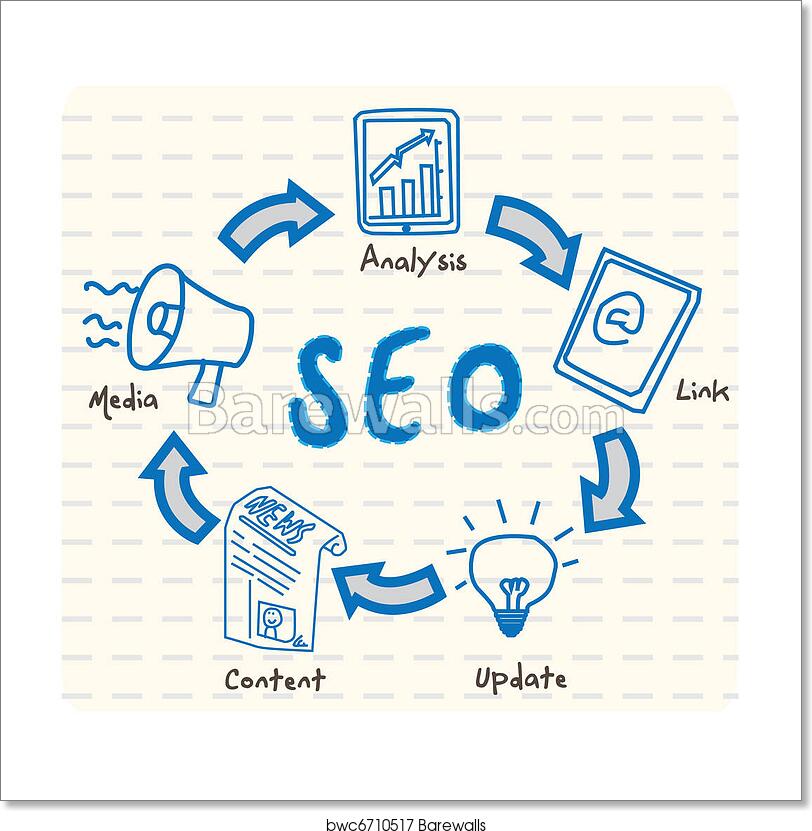 Analysis
@
Link
SEO
Media
BareWalls.com
NEWS
Content
Update
bwc6710517 Barewalls